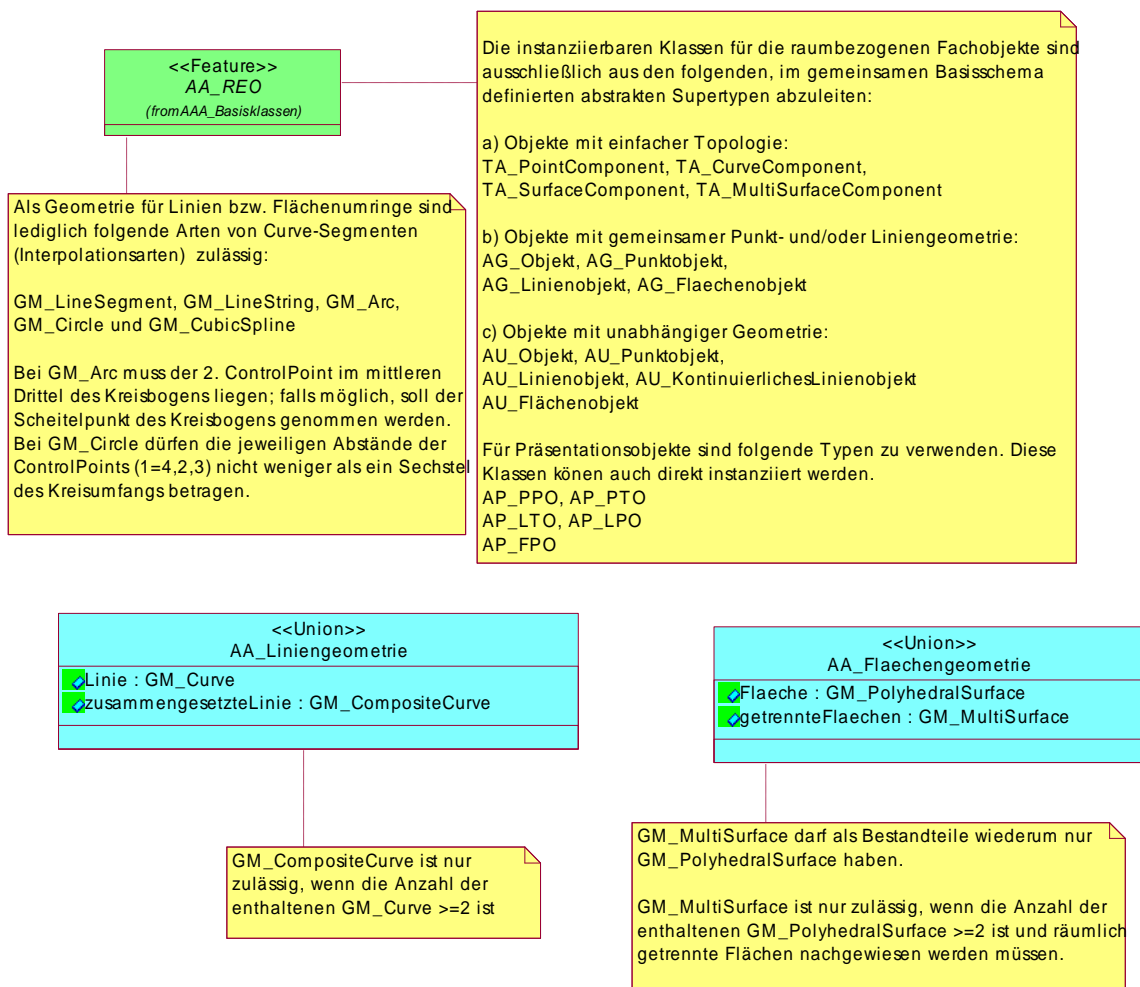 <<Feature>>
AA_REO
(from AAA_Basisklassen)
Die instanziierbaren Klassen für die raumbezogenen Fachobjekte sind
ausschließlich aus den folgenden, im gemeinsamen Basisschema
definierten abstrakten Supertypen abzuleiten:
a) Objekte mit einfacher Topologie:
TA_PointComponent, TA_CurveComponent,
TA_SurfaceComponent, TA_MultiSurfaceComponent
b) Objekte mit gemeinsamer Punkt- und/oder Liniengeometrie:
AG_Objekt, AG_Punktobjekt,
AG_Linienobjekt, AG_Flaechenobjekt
c) Objekte mit unabhängiger Geometrie:
AU_Objekt, AU_Punktobjekt,
AU_Linienobjekt, AU_KontinuierlichesLinienobjekt
AU_Flächenobjekt
Für Präsentationsobjekte sind folgende Typen zu verwenden. Diese
Klassen könen auch direkt instanziiert werden.
AP_PPO, AP_PTO
AP_LTO, AP_LPO
AP_FPO
Als Geometrie für Linien bzw. Flächenumringe sind
lediglich folgende Arten von Curve-Segmenten
(Interpolationsarten) zulässig:
GM_LineSegment, GM_LineString, GM_Arc,
GM_Circle und GM_CubicSpline
Bei GM_Arc muss der 2. ControlPoint im mittleren
Drittel des Kreisbogens liegen; falls möglich, soll der
Scheitelpunkt des Kreisbogens genommen werden.
Bei GM_Circle dürfen die jeweiligen Abstände der
ControlPoints (1=4,2,3) nicht weniger als ein Sechstel
des Kreisumfangs betragen.
<<Union>>
AA_Liniengeometrie
Linie : GM_Curve
zusammengesetzteLinie : GM_CompositeCurve
<<Union>>
AA_Flaechengeometrie
Flaeche : GM_PolyhedralSurface
getrennteFlaechen : GM_MultiSurface
GM_CompositeCurve ist nur
zulässig, wenn die Anzahl der
enthaltenen GM_Curve >=2 ist
GM_MultiSurface darf als Bestandteile wiederum nur
GM_PolyhedralSurface haben.
GM_MultiSurface ist nur zulässig, wenn die Anzahl der
enthaltenen GM_PolyhedralSurface >=2 ist und räumlich
getrennte Flächen nachgewiesen werden müssen.